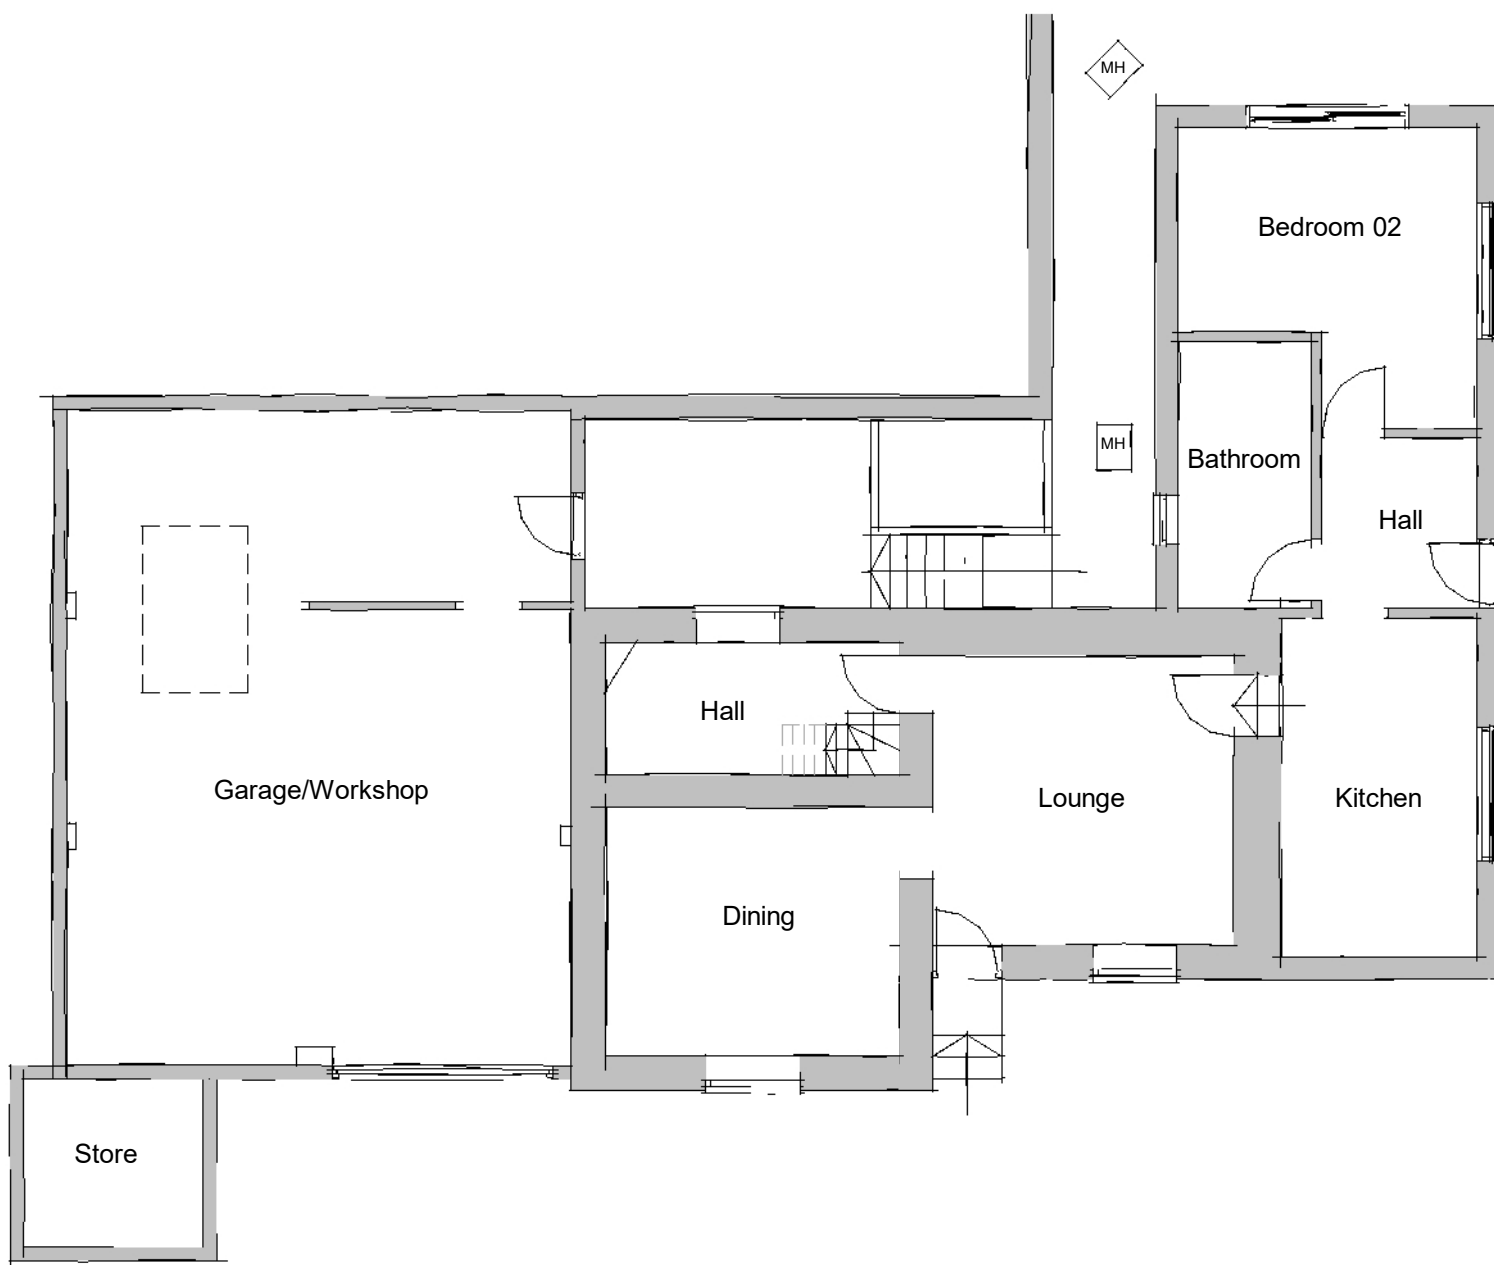 MH
Bedroom 02
MH
Bathroom
Hall
Hall
Garage/Workshop
Lounge
Kitchen
Dining
Store